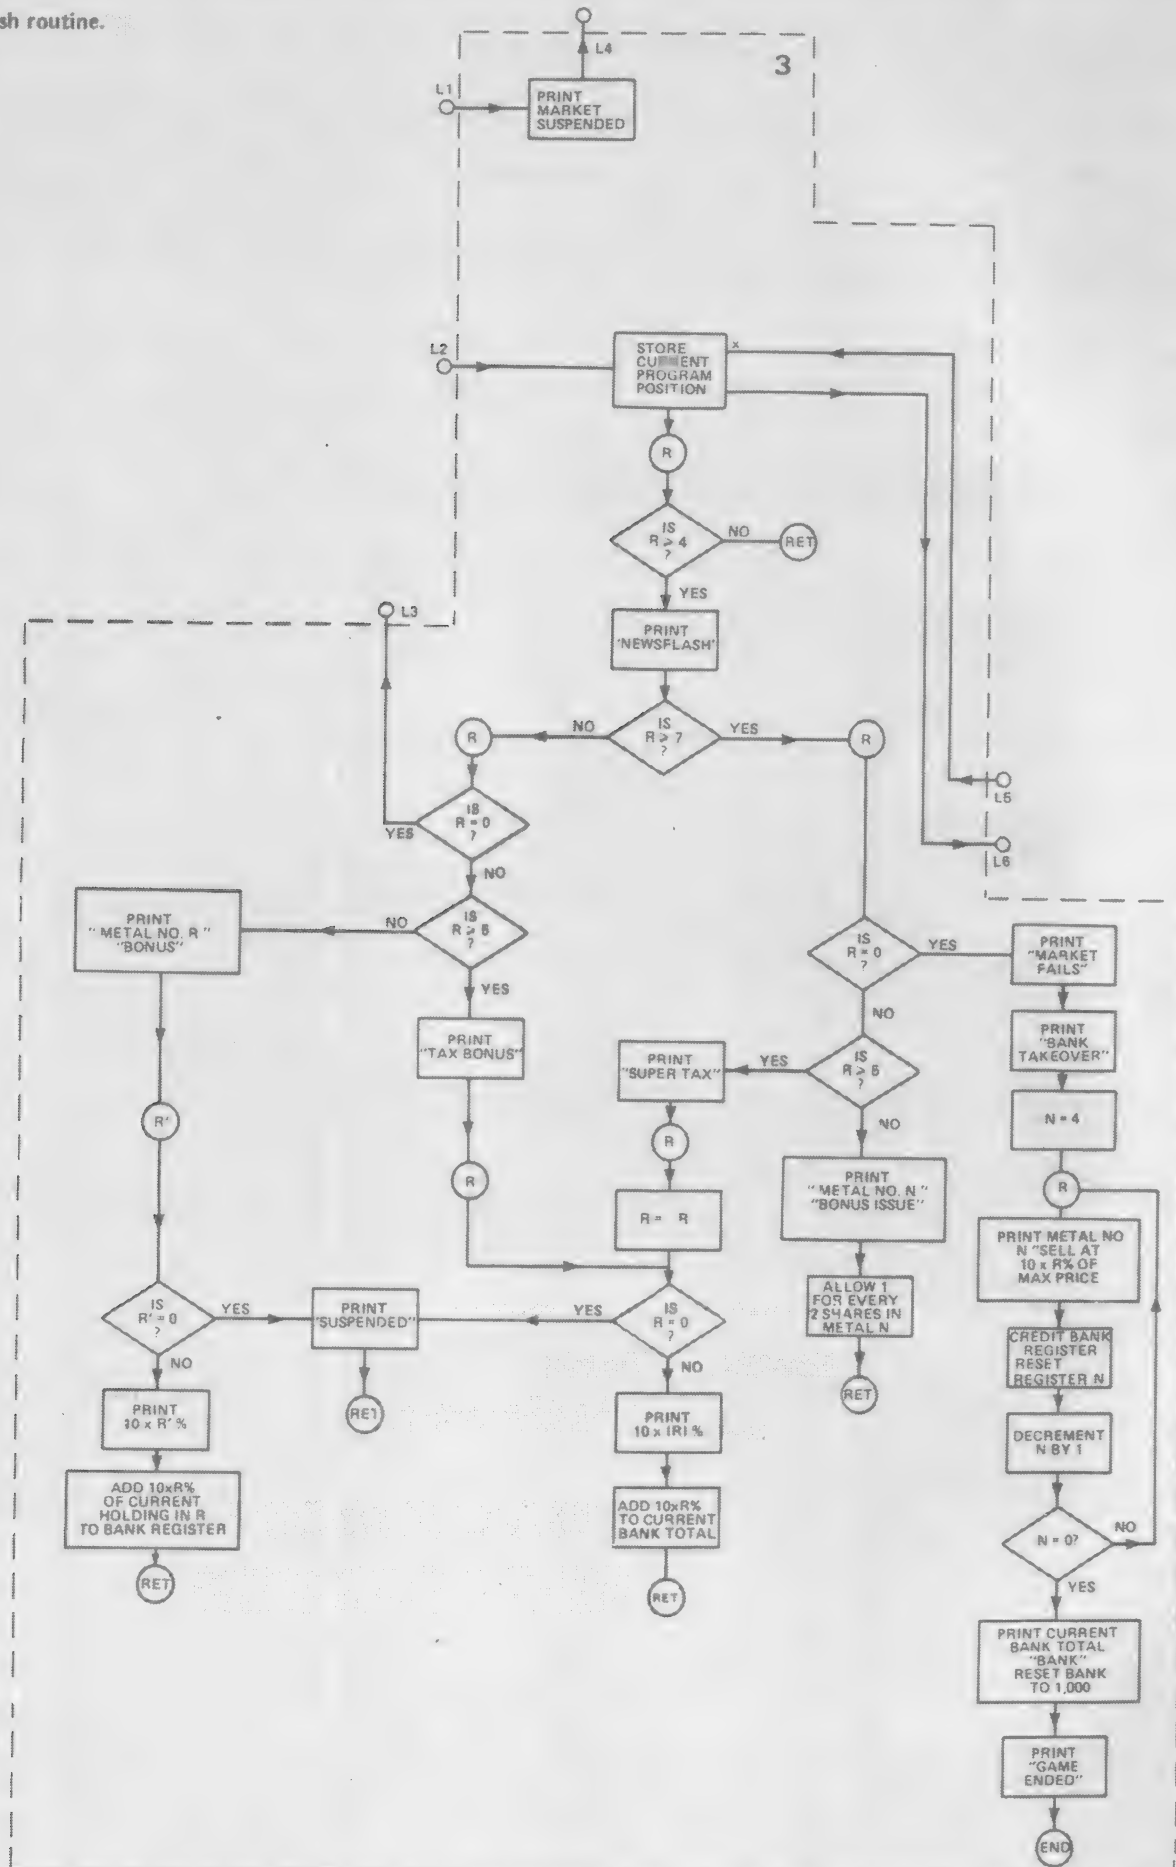 sh routine.
L4
3
L1
PRINT
MARKET
SUSPENDED
L2
STORE
CURRENT
PROGRAM
POSITION
x
R
IS
R ⩾ 4
?
NO
RET
YES
L3
PRINT
'NEWSFLASH'
IS
R ⩾ 7
?
NO
YES
R
R
IS
R = 0
?
YES
NO
L5
L6
PRINT
" METAL NO. R "
"BONUS"
NO
IS
R ⩾ 5
?
YES
IS
R = 0
?
YES
NO
PRINT
"MARKET
FAILS"
PRINT
"TAX BONUS"
PRINT
"SUPER TAX"
YES
IS
R ⩾ 5
?
NO
PRINT
"BANK
TAKEOVER"
N = 4
R'
R
R
PRINT
" METAL NO. N "
"BONUS ISSUE"
R
R = R
PRINT METAL NO
N "SELL AT
10 x R% OF
MAX PRICE
IS
R' = 0
?
YES
NO
PRINT
"SUSPENDED"
YES
IS
R = 0
?
NO
ALLOW 1
FOR EVERY
2 SHARES IN
METAL N
CREDIT BANK
REGISTER
RESET
REGISTER N
RET
RET
PRINT
10 x R' %
PRINT
10 x IRI %
DECREMENT
N BY 1
ADD 10xR%
OF CURRENT
HOLDING IN R
TO BANK REGISTER
ADD 10xR%
TO CURRENT
BANK TOTAL
N = 0?
NO
YES
RET
RET
PRINT CURRENT
BANK TOTAL
"BANK"
RESET BANK
TO 1,000
PRINT
"GAME
ENDED"
END